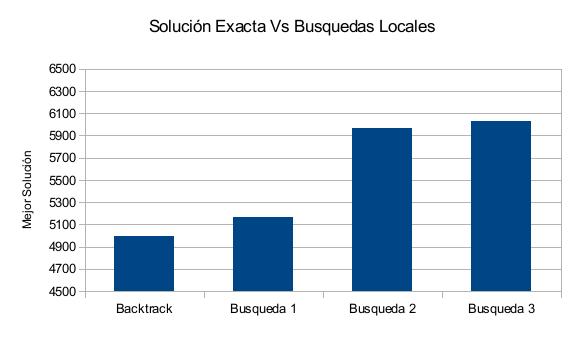 Solución Exacta Vs Busquedas Locales
6500
6300
6100
5900
5700
5500
5300
5100
4900
4700
4500
Mejor Solución
Backtrack
Busqueda 1
Busqueda 2
Busqueda 3